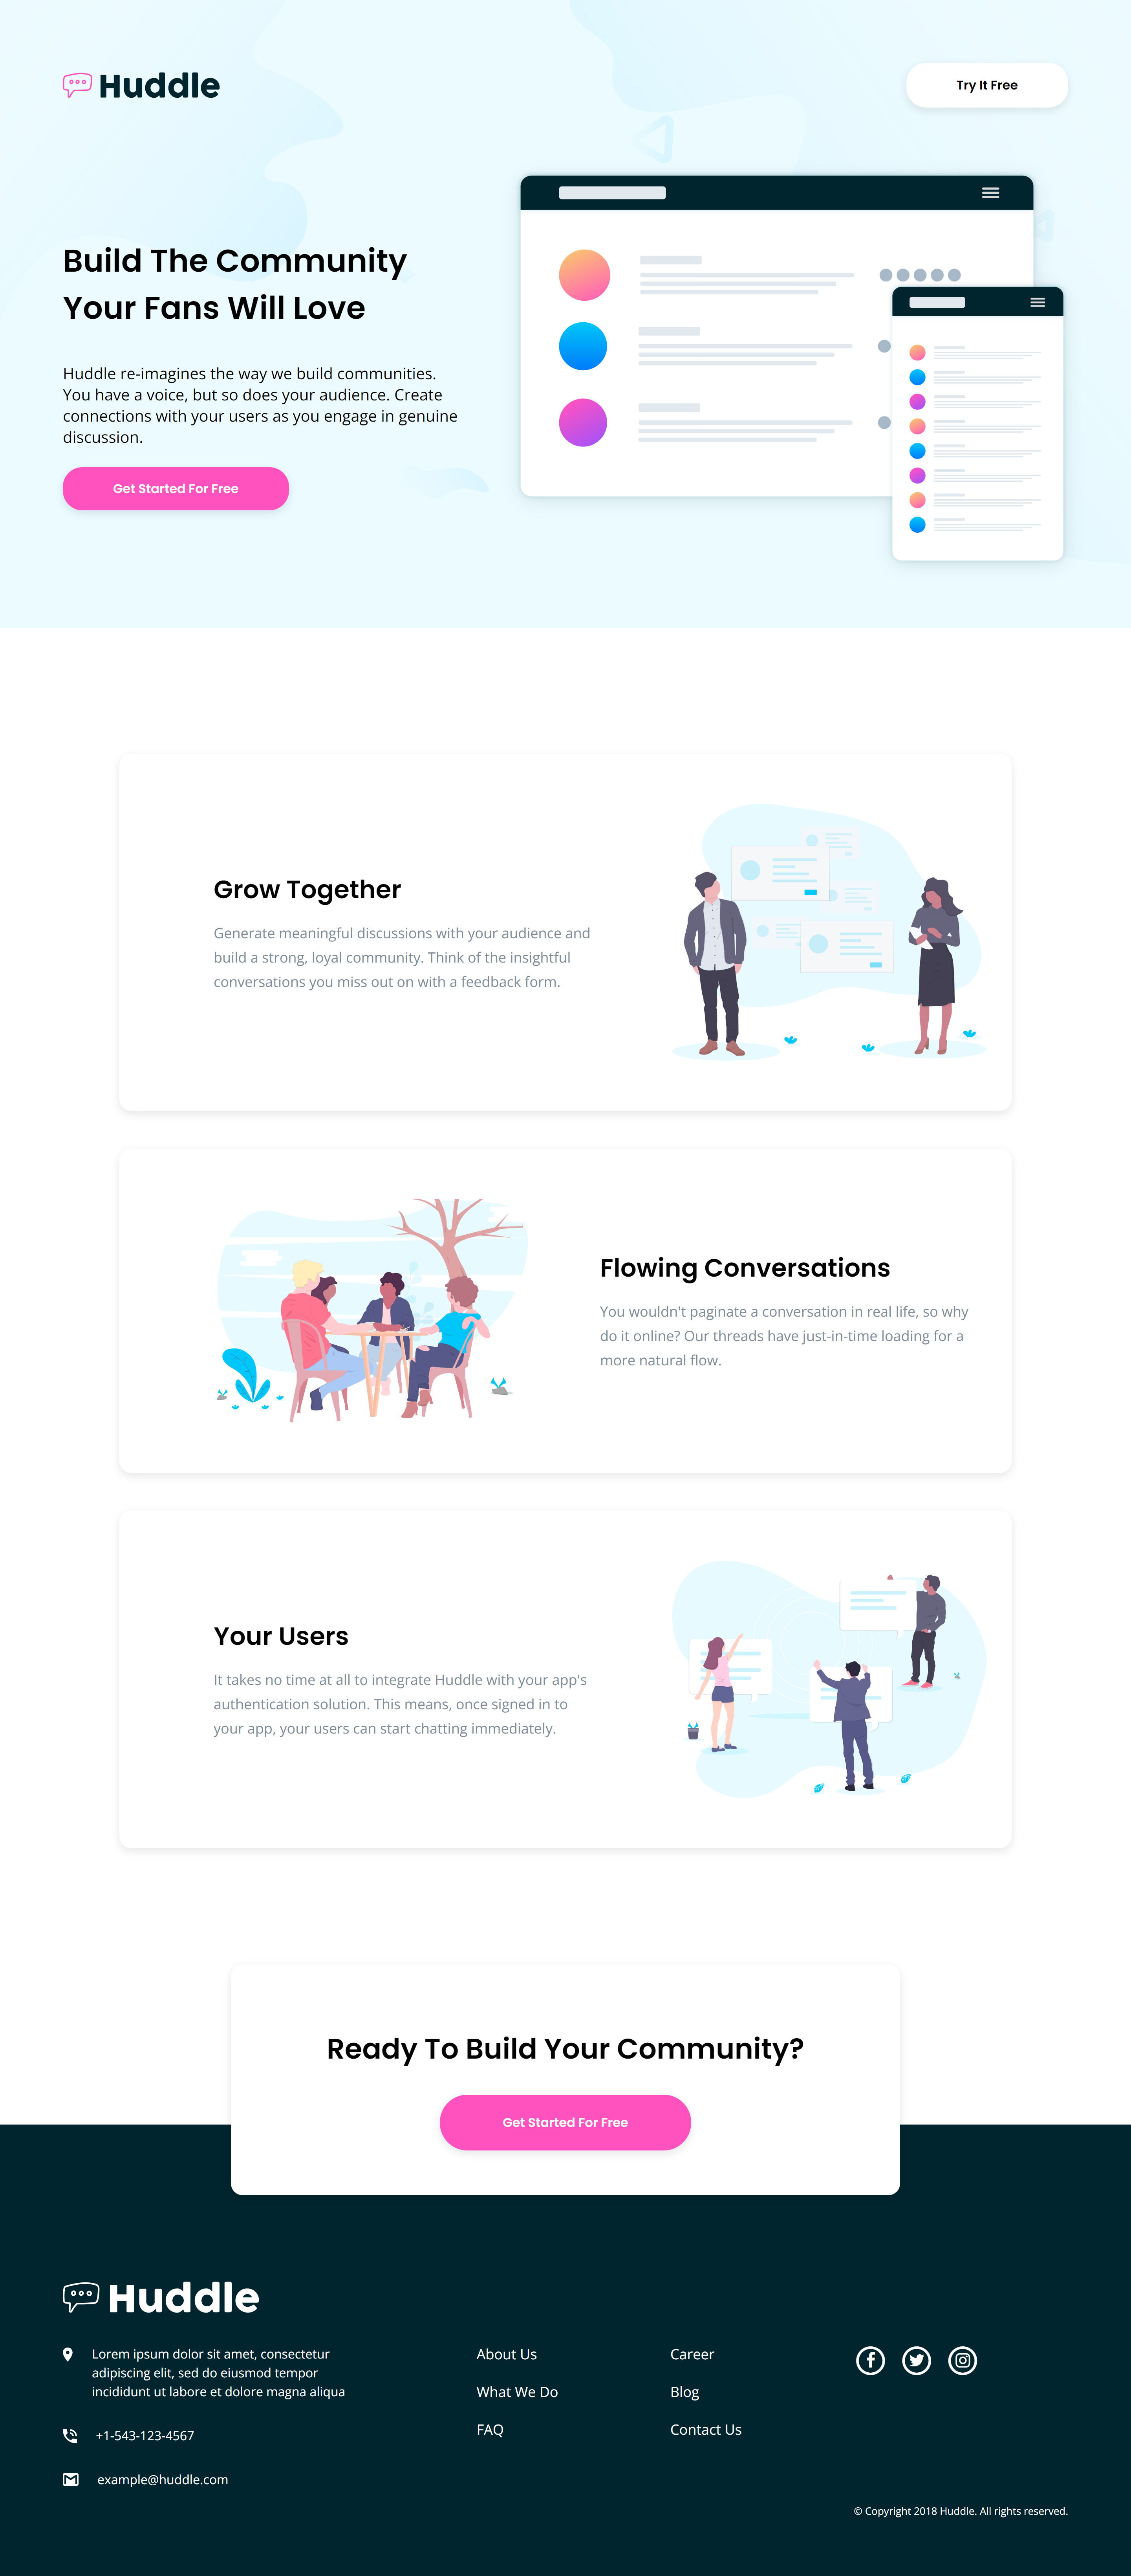 Huddle
Try It Free
Build The Community
Your Fans Will Love
Huddle re-imagines the way we build communities.
You have a voice, but so does your audience. Create
connections with your users as you engage in genuine
discussion.
Get Started For Free
Grow Together
Generate meaningful discussions with your audience and
build a strong, loyal community. Think of the insightful
conversations you miss out on with a feedback form.
Flowing Conversations
You wouldn't paginate a conversation in real life, so why
do it online? Our threads have just-in-time loading for a
more natural flow.
Your Users
It takes no time at all to integrate Huddle with your app's
authentication solution. This means, once signed in to
your app, your users can start chatting immediately.
Ready To Build Your Community?
Get Started For Free
Huddle
Lorem ipsum dolor sit amet, consectetur
adipiscing elit, sed do eiusmod tempor
incididunt ut labore et dolore magna aliqua
+1-543-123-4567
example@huddle.com
About Us
What We Do
FAQ
Career
Blog
Contact Us
© Copyright 2018 Huddle. All rights reserved.